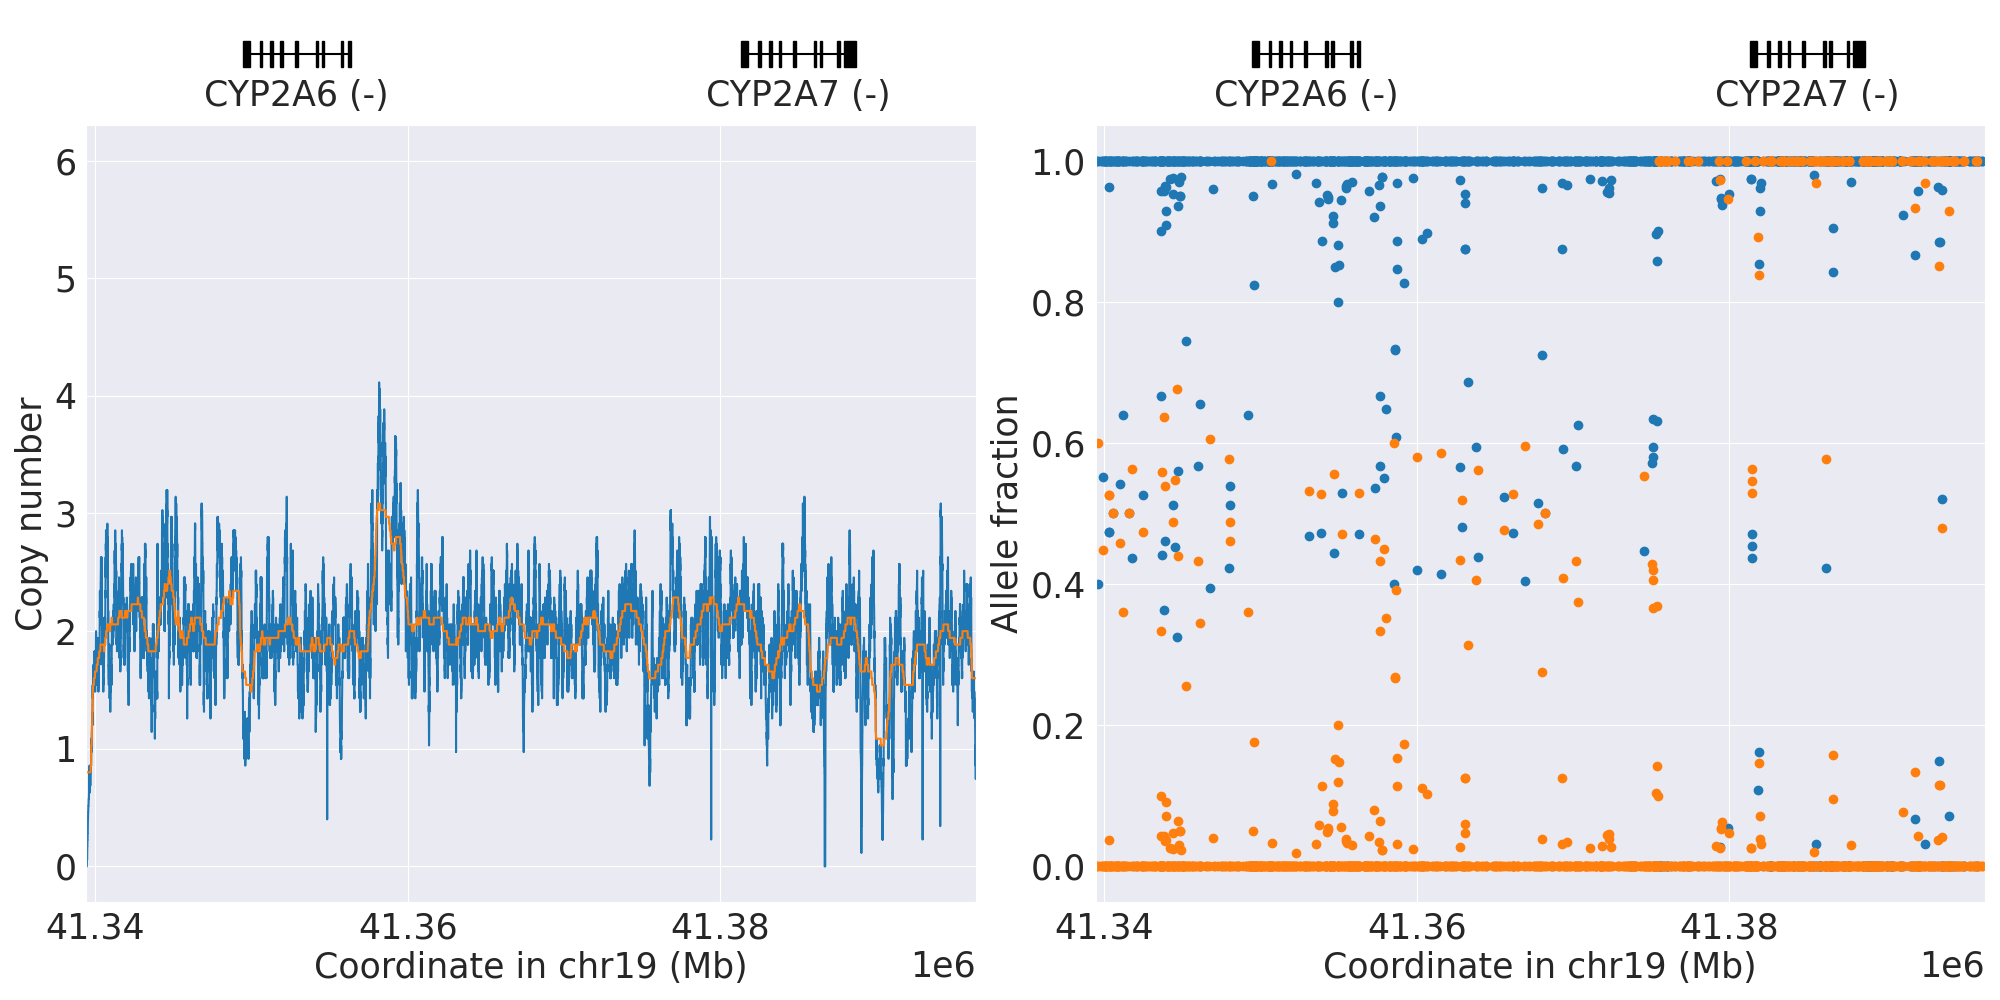 CYP2A6 (-) CYP2A7 (-)
CYP2A6 (-) CYP2A7 (-)
Copy number
6
5
4
3
2
1
0
41.34 41.36 41.38
Coordinate in chr19 (Mb) 1e6
Allele fraction
1.0
0.8
0.6
0.4
0.2
0.0
41.34 41.36 41.38
Coordinate in chr19 (Mb) 1e6